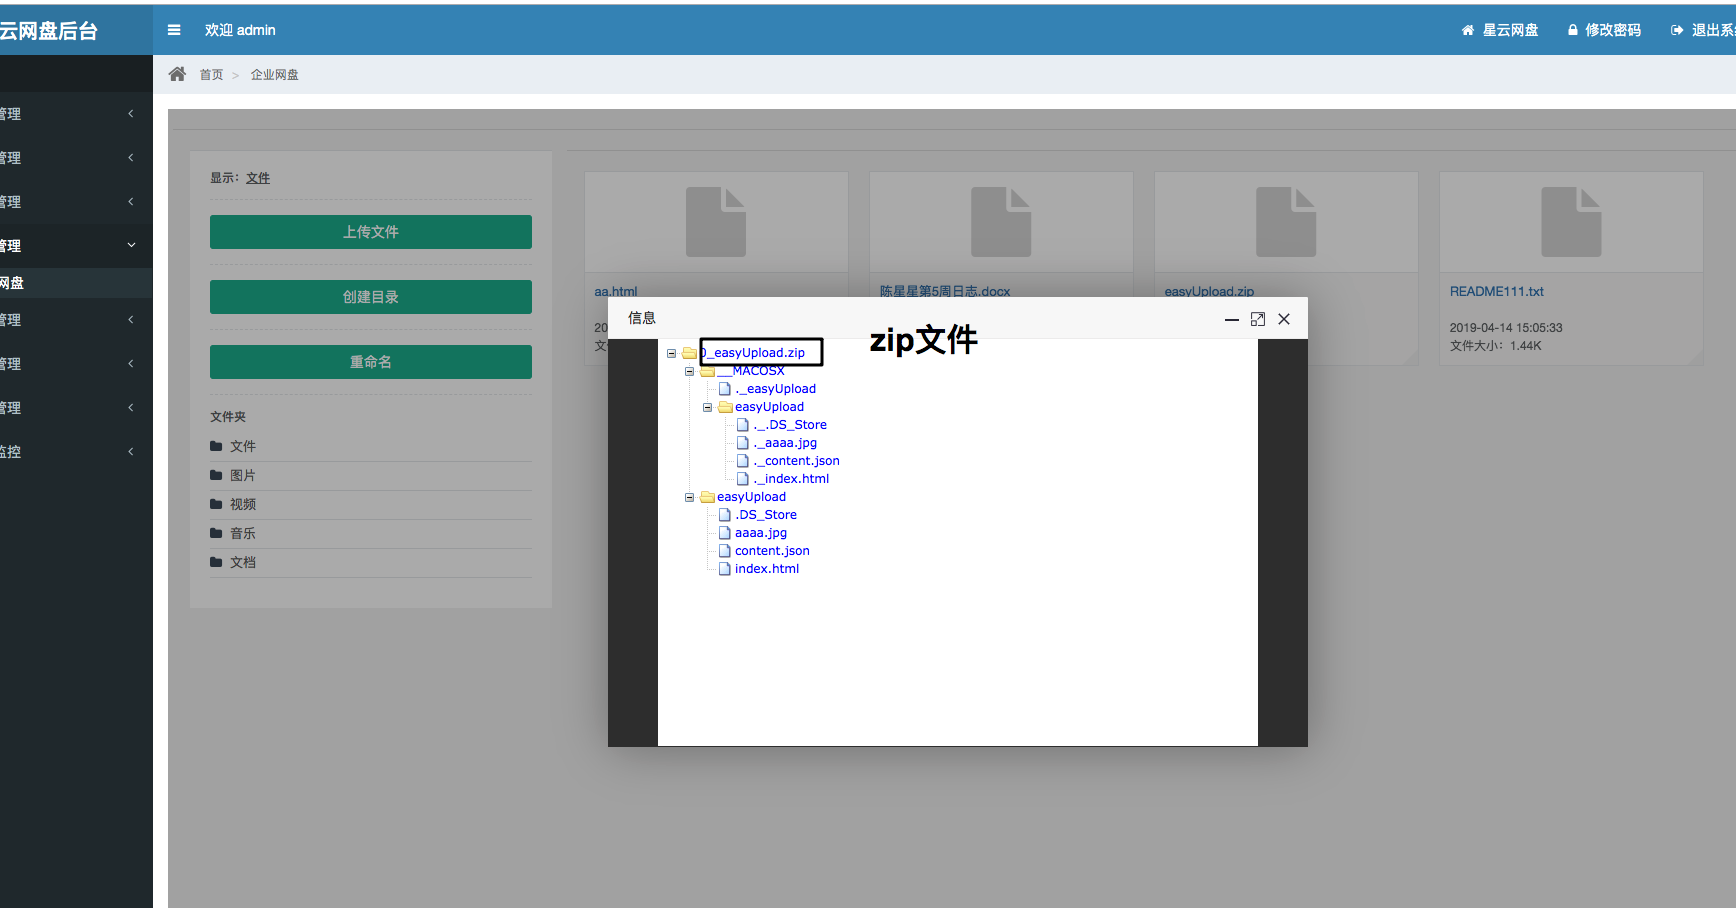 云网盘后台
欢迎 admin
星云网盘
修改密码
退出系
首页 > 企业网盘
管理
管理
管理
管理
网盘
管理
管理
管理
监控
显示：文件
上传文件
创建目录
重命名
文件夹
文件
图片
视频
音乐
文档
aa.html
陈星星第5周日志.docx
easyUpload.zip
README111.txt
2019-04-14 15:05:33
文件大小：1.44K
20
文
信息
zip文件
0_easyUpload.zip
__MACOSX
._easyUpload
easyUpload
._.DS_Store
._aaaa.jpg
._content.json
._index.html
easyUpload
.DS_Store
aaaa.jpg
content.json
index.html